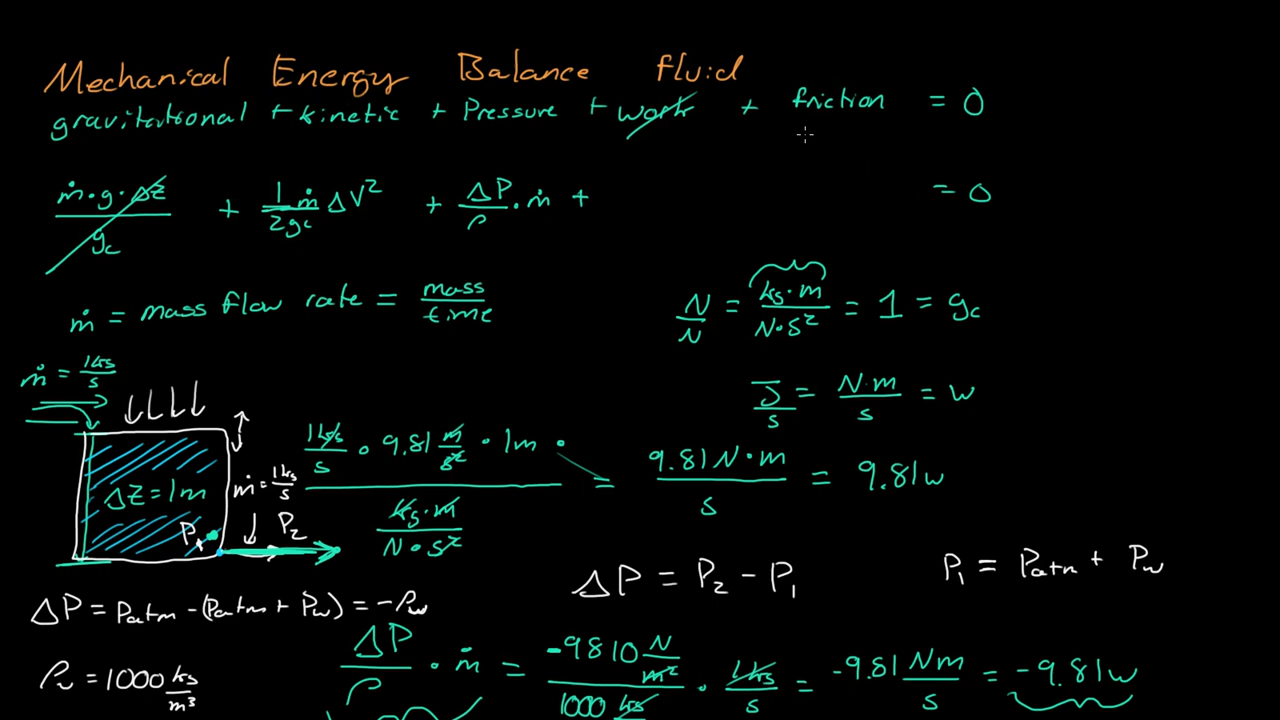 Mechanical Energy Balance fluid
gravitational + kinetic + Pressure + work + friction = 0
ṁ·g·ΔZ/gc + 1/2gc ṁ ΔV² + ΔP/ρ · ṁ + = 0
ṁ = mass flow rate = mass/time
N/N = kg·m/N·s² = 1 = gc
ṁ = 1kg/s
J/s = N·m/s = W
1kg/s · 9.81 m/s² · 1m · / kg·m/N·s² = 9.81 N·m/s = 9.81 W
ΔZ = 1m
ṁ = 1kg/s
P₁
P₂
ΔP = P₂ - P₁
P₁ = Patm + Pw
ΔP = Patm - (Patm + Pw) = -Pw
ΔP/ρ · ṁ = -9810 N/m² / 1000 kg · 1kg/s = -9.81 Nm/s = -9.81 W
ρw = 1000 kg/m³